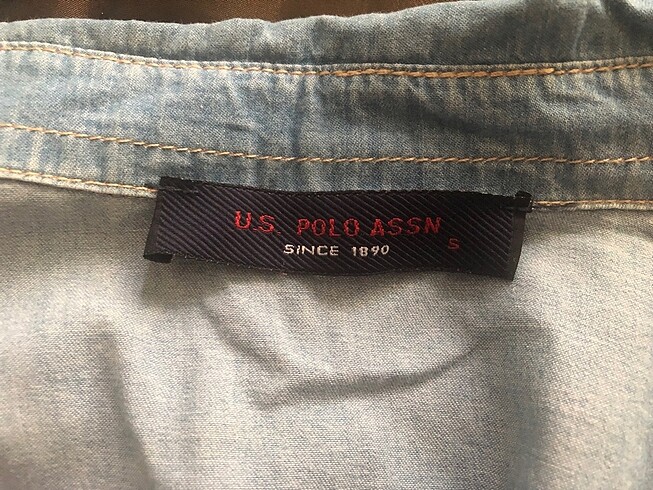 U.S. POLO ASSN
SINCE 1890
S